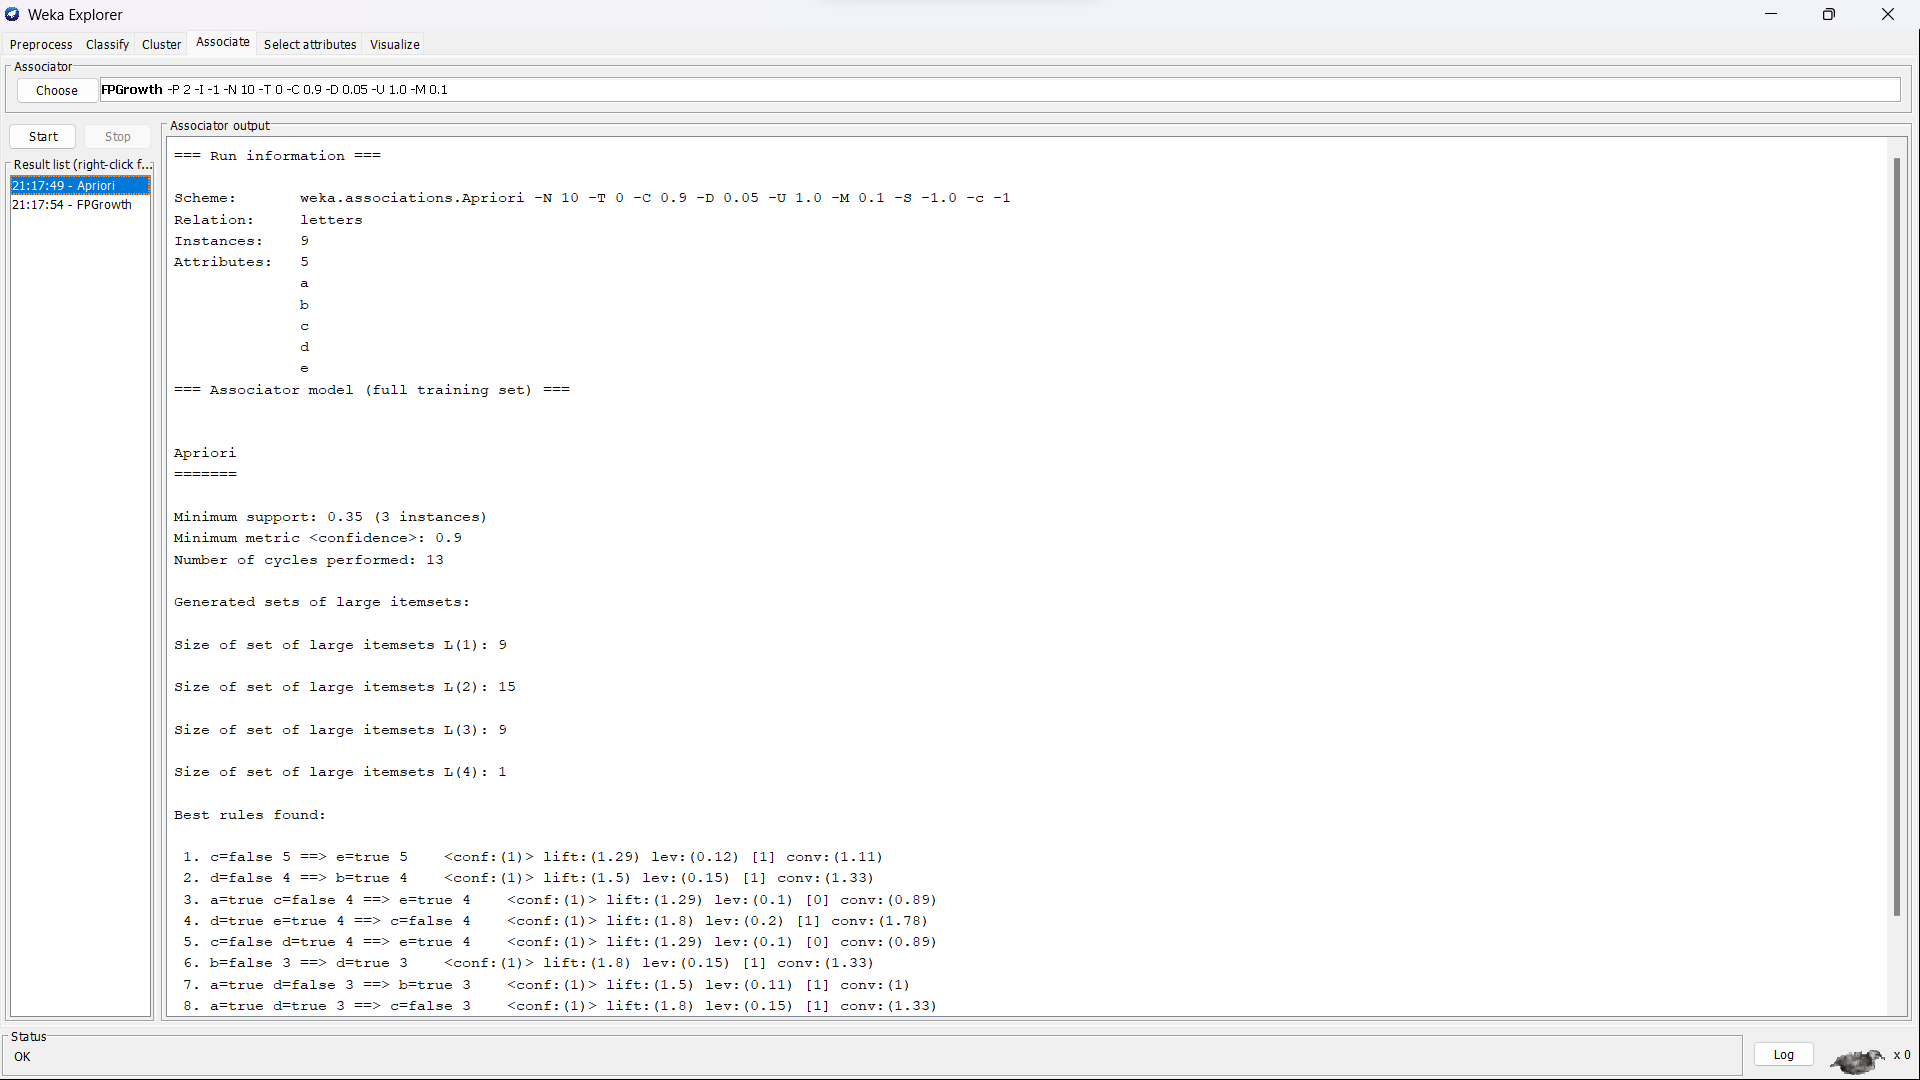 Weka Explorer
Preprocess Classify Cluster Associate Select attributes Visualize
Associator
Choose FPGrowth -P 2 -I -1 -N 10 -T 0 -C 0.9 -D 0.05 -U 1.0 -M 0.1
Start Stop
Result list (right-click f...
21:17:49 - Apriori
21:17:54 - FPGrowth
Associator output
=== Run information ===
Scheme: weka.associations.Apriori -N 10 -T 0 -C 0.9 -D 0.05 -U 1.0 -M 0.1 -S -1.0 -c -1
Relation: letters
Instances: 9
Attributes: 5
a
b
c
d
e
=== Associator model (full training set) ===
Apriori
=======
Minimum support: 0.35 (3 instances)
Minimum metric <confidence>: 0.9
Number of cycles performed: 13
Generated sets of large itemsets:
Size of set of large itemsets L(1): 9
Size of set of large itemsets L(2): 15
Size of set of large itemsets L(3): 9
Size of set of large itemsets L(4): 1
Best rules found:
1. c=false 5 ==> e=true 5 <conf:(1)> lift:(1.29) lev:(0.12) [1] conv:(1.11)
2. d=false 4 ==> b=true 4 <conf:(1)> lift:(1.5) lev:(0.15) [1] conv:(1.33)
3. a=true c=false 4 ==> e=true 4 <conf:(1)> lift:(1.29) lev:(0.1) [0] conv:(0.89)
4. d=true e=true 4 ==> c=false 4 <conf:(1)> lift:(1.8) lev:(0.2) [1] conv:(1.78)
5. c=false d=true 4 ==> e=true 4 <conf:(1)> lift:(1.29) lev:(0.1) [0] conv:(0.89)
6. b=false 3 ==> d=true 3 <conf:(1)> lift:(1.8) lev:(0.15) [1] conv:(1.33)
7. a=true d=false 3 ==> b=true 3 <conf:(1)> lift:(1.5) lev:(0.11) [1] conv:(1)
8. a=true d=true 3 ==> c=false 3 <conf:(1)> lift:(1.8) lev:(0.15) [1] conv:(1.33)
Status
OK
Log
x 0